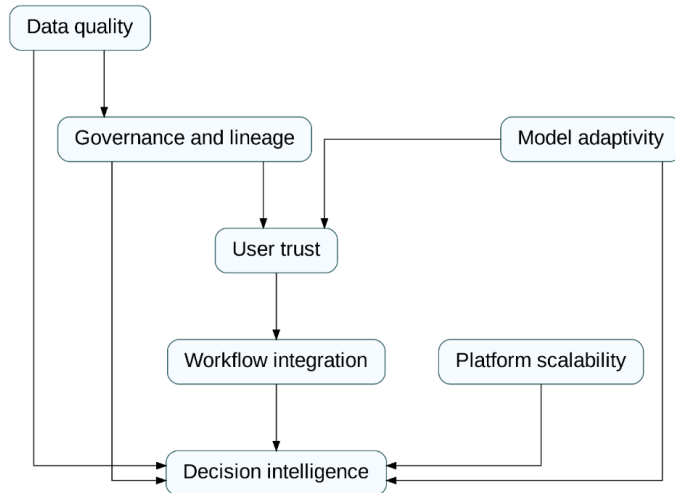 Data quality
Governance and lineage
Model adaptivity
User trust
Workflow integration
Platform scalability
Decision intelligence